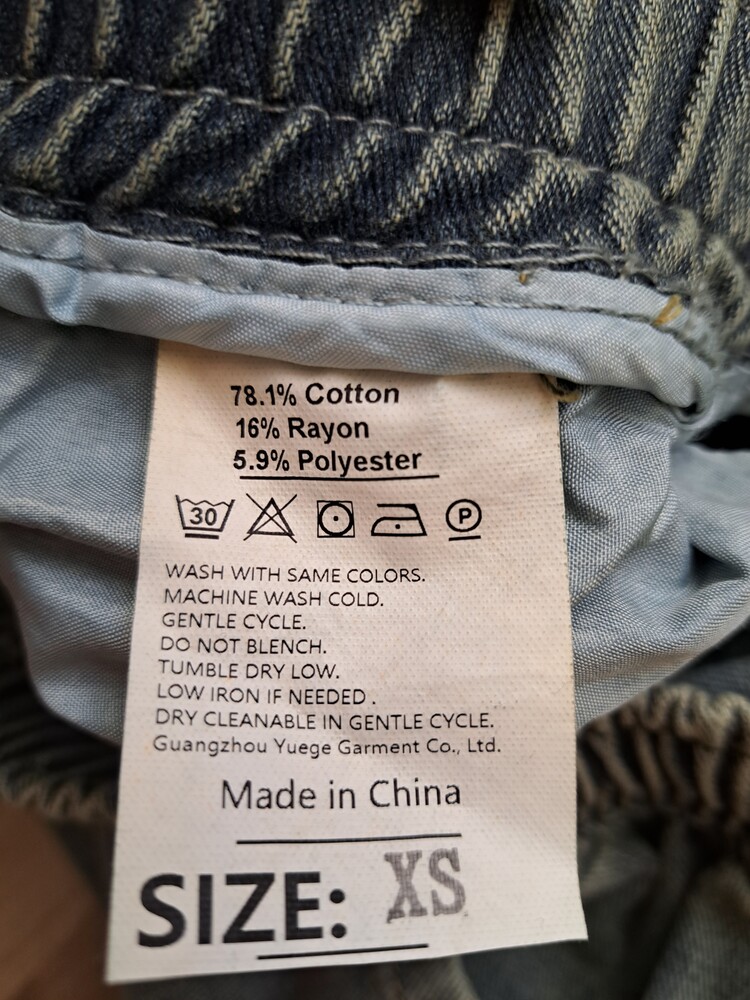 78.1% Cotton
16% Rayon
5.9% Polyester
30 P
WASH WITH SAME COLORS.
MACHINE WASH COLD.
GENTLE CYCLE.
DO NOT BLENCH.
TUMBLE DRY LOW.
LOW IRON IF NEEDED .
DRY CLEANABLE IN GENTLE CYCLE.
Guangzhou Yuege Garment Co., Ltd.
Made in China
SIZE: XS